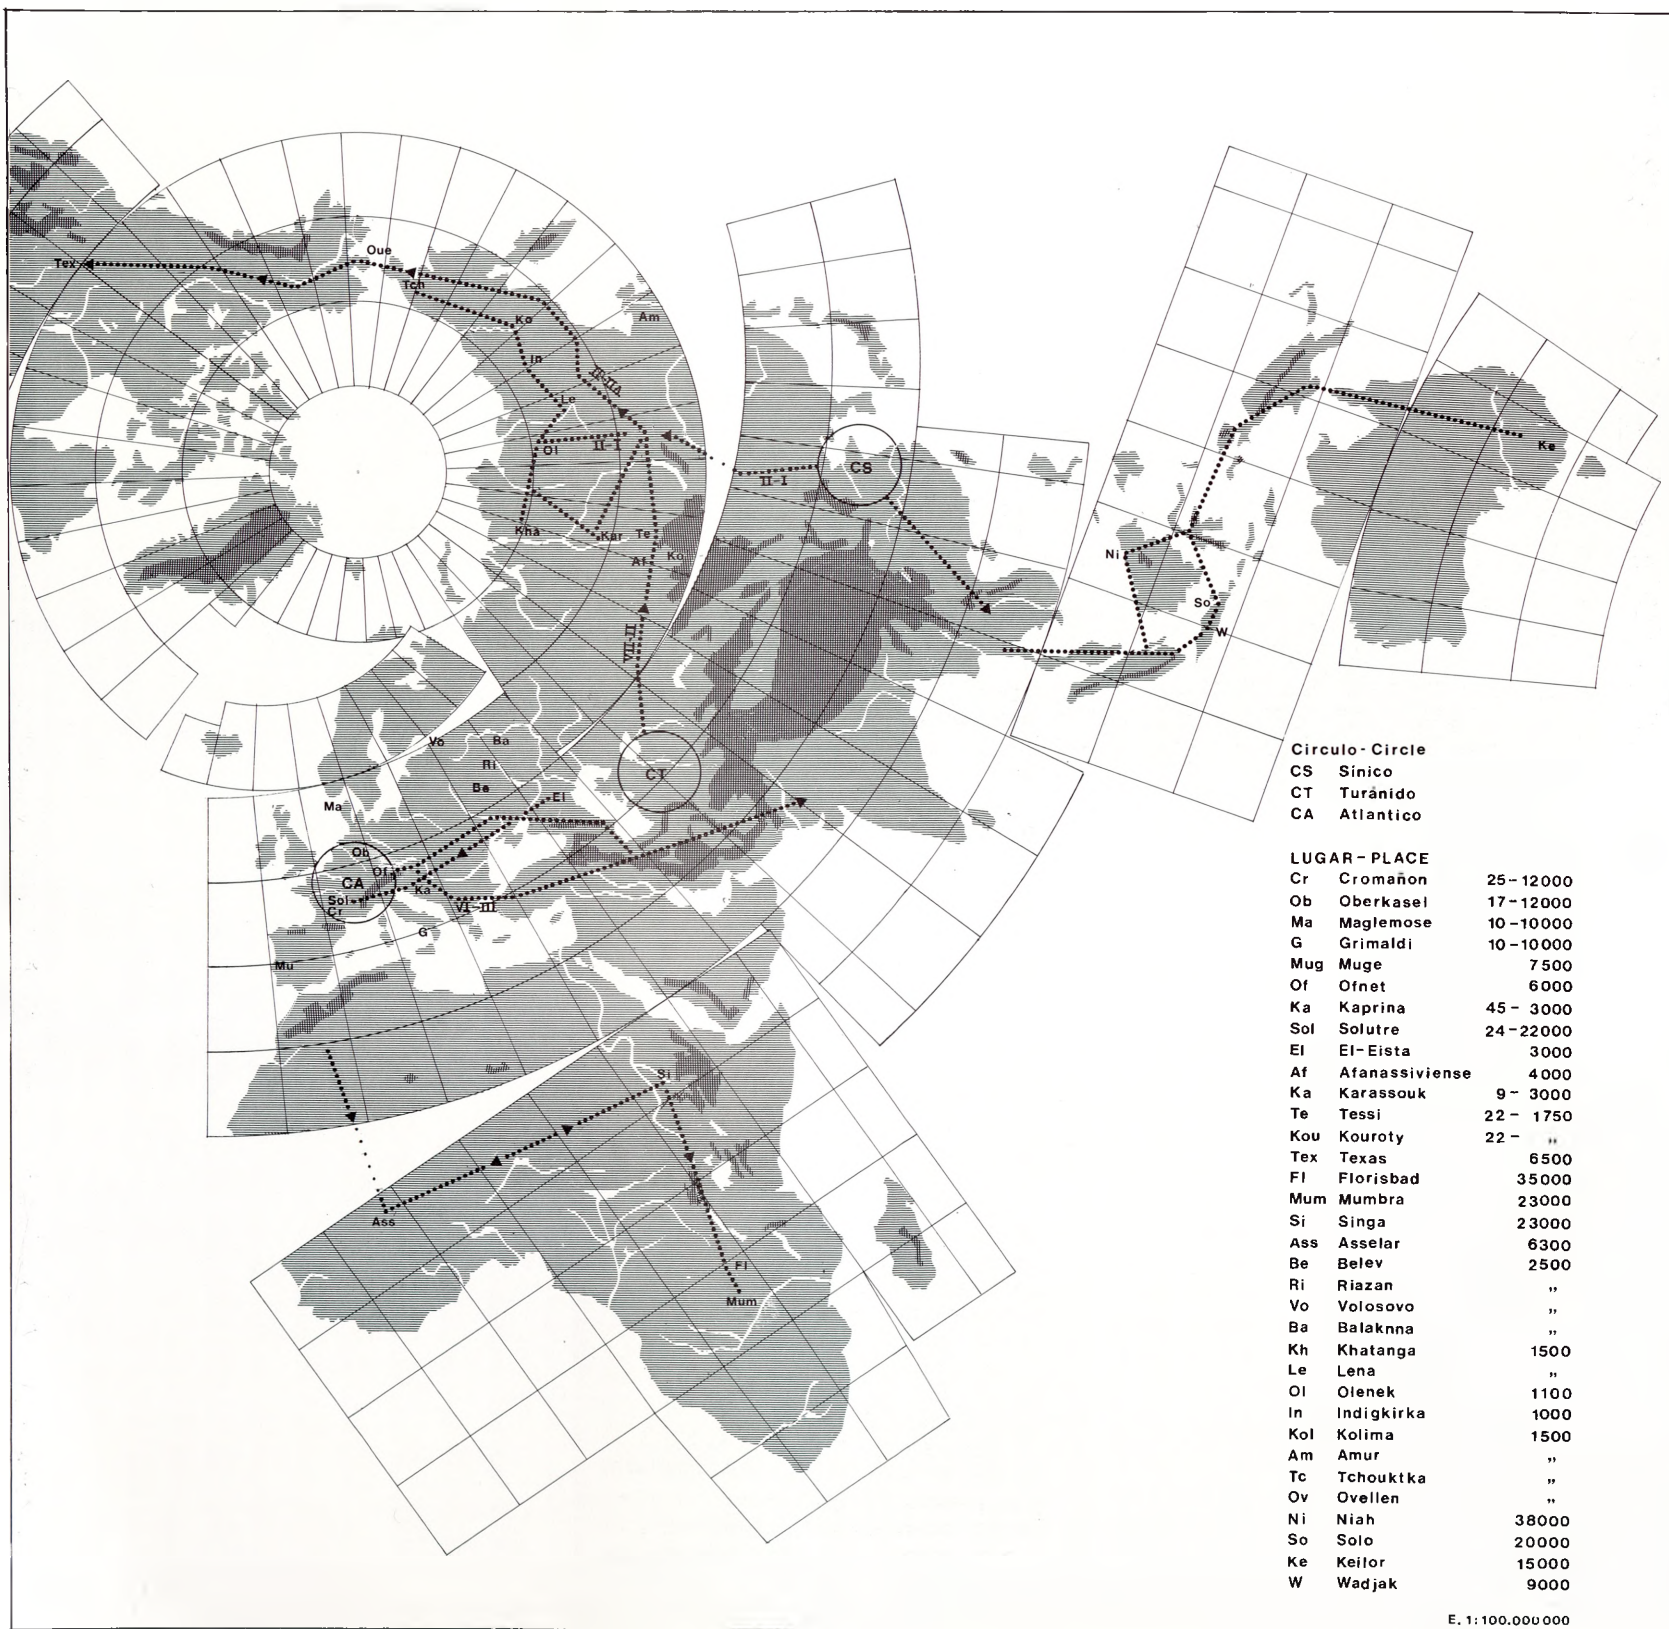 Oue
Tex
Tch
Ko
Am
In
II-IIA
Le
Ol
II-I
CS
II-I
Ke
Kha
Kar
Te
Ko
Af
Ni
So
W
VII-II
Vo
Ba
Ri
CT
Be
El
Ma
Ob
Of
CA
Ka
Sol
Cr
VI-III
G
Mu
Si
Ass
Fl
Mum
Circulo - Circle
CS Sínico
CT Turánido
CA Atlantico
LUGAR - PLACE
Cr Cromañon 25-12000
Ob Oberkasel 17-12000
Ma Maglemose 10-10000
G Grimaldi 10-10000
Mug Muge 7500
Of Ofnet 6000
Ka Kaprina 45- 3000
Sol Solutre 24-22000
El El-Eista 3000
Af Afanassiviense 4000
Ka Karassouk 9- 3000
Te Tessi 22- 1750
Kou Kouroty 22- „
Tex Texas 6500
Fl Florisbad 35000
Mum Mumbra 23000
Si Singa 23000
Ass Asselar 6300
Be Belev 2500
Ri Riazan „
Vo Volosovo „
Ba Balaknna „
Kh Khatanga 1500
Le Lena „
Ol Olenek 1100
In Indigkirka 1000
Kol Kolima 1500
Am Amur „
Tc Tchouktka „
Ov Ovellen „
Ni Niah 38000
So Solo 20000
Ke Keilor 15000
W Wadjak 9000
E. 1:100.000000